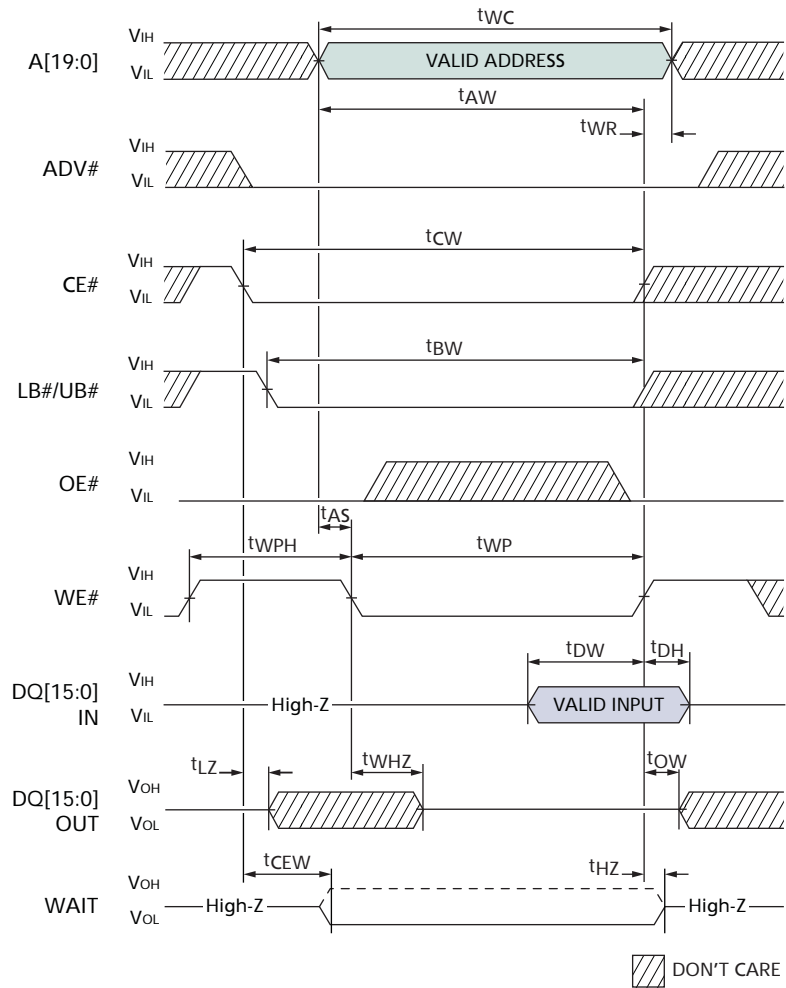 tWC
A[19:0]
VIH
VIL
VALID ADDRESS
tAW
tWR
ADV#
VIH
VIL
tCW
CE#
VIH
VIL
tBW
LB#/UB#
VIH
VIL
OE#
VIH
VIL
tAS
tWPH
tWP
WE#
VIH
VIL
tDW
tDH
DQ[15:0]
IN
VIH
VIL
High-Z
VALID INPUT
tLZ
tWHZ
tOW
DQ[15:0]
OUT
VOH
VOL
tCEW
tHZ
WAIT
VOH
VOL
High-Z
High-Z
DON'T CARE